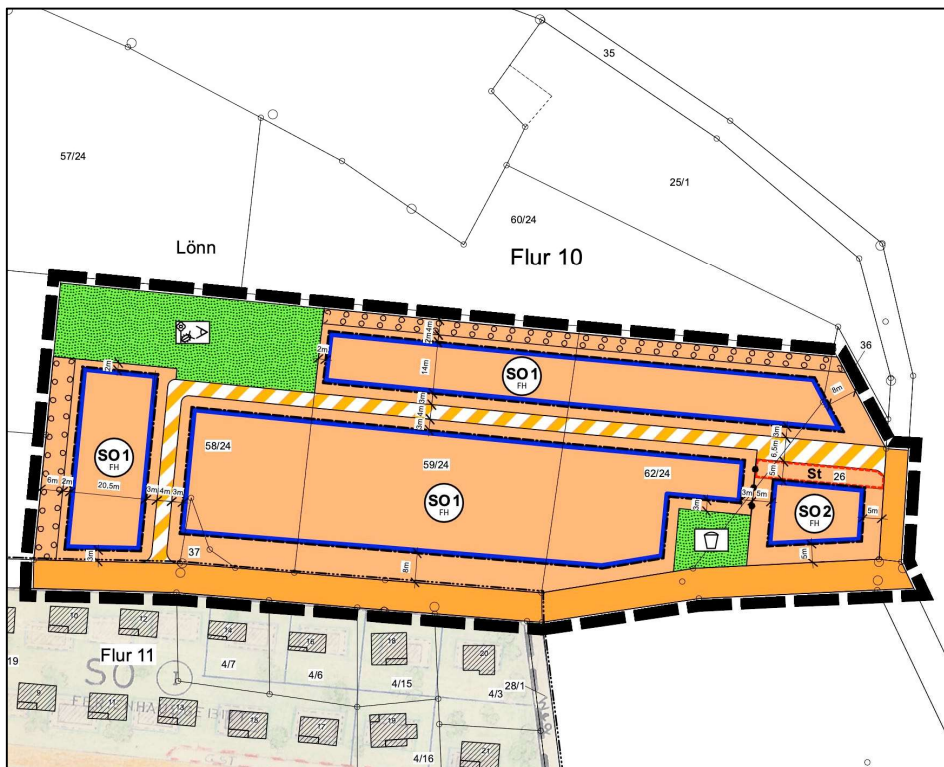 35
57/24
25/1
60/24
Lönn
Flur 10
36
2m 4m
2m
14m
SO 1
FH
8m
2m
3m
4m
3m
3m
6,5m
58/24
59/24
62/24
5m
St
26
SO 1
FH
SO 1
FH
SO 2
FH
6m
2m
20,5m
3m
4m
3m
3m
5m
3m
5m
3m
37
8m
5m
10
12
14
16
18
20
Flur 11
19
4/7
4/6
4/15
4/3
28/1
Weg
SO
I
9
11
13
15
17
19
21
4/16
G.ST